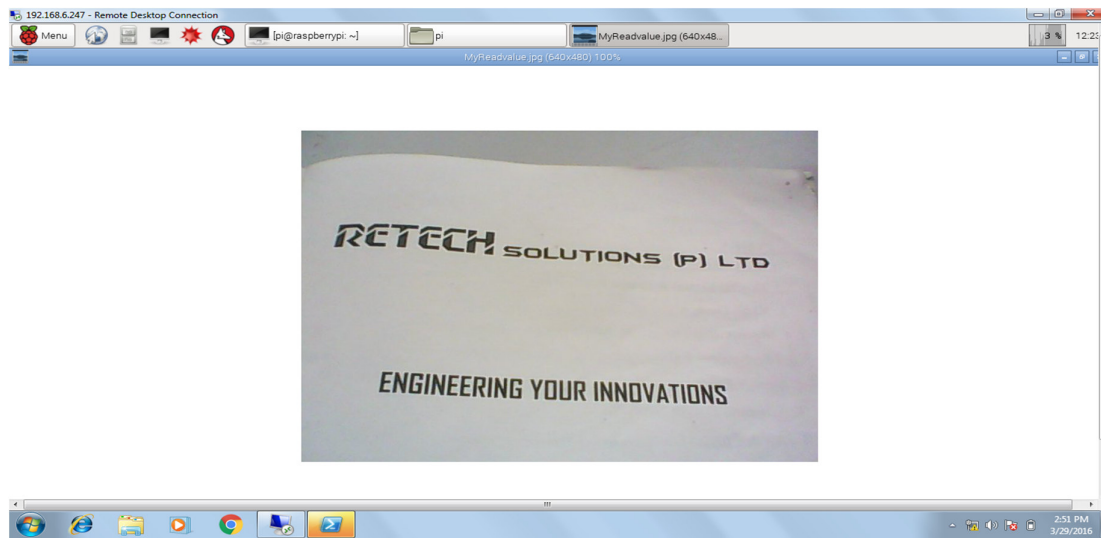 192.168.6.247 - Remote Desktop Connection
Menu [pi@raspberrypi: ~] pi MyReadvalue.jpg (640x48... 3 % 12:23
MyReadvalue.jpg (640x480) 100%
RETECH SOLUTIONS (P) LTD
ENGINEERING YOUR INNOVATIONS
2:51 PM
3/29/2016